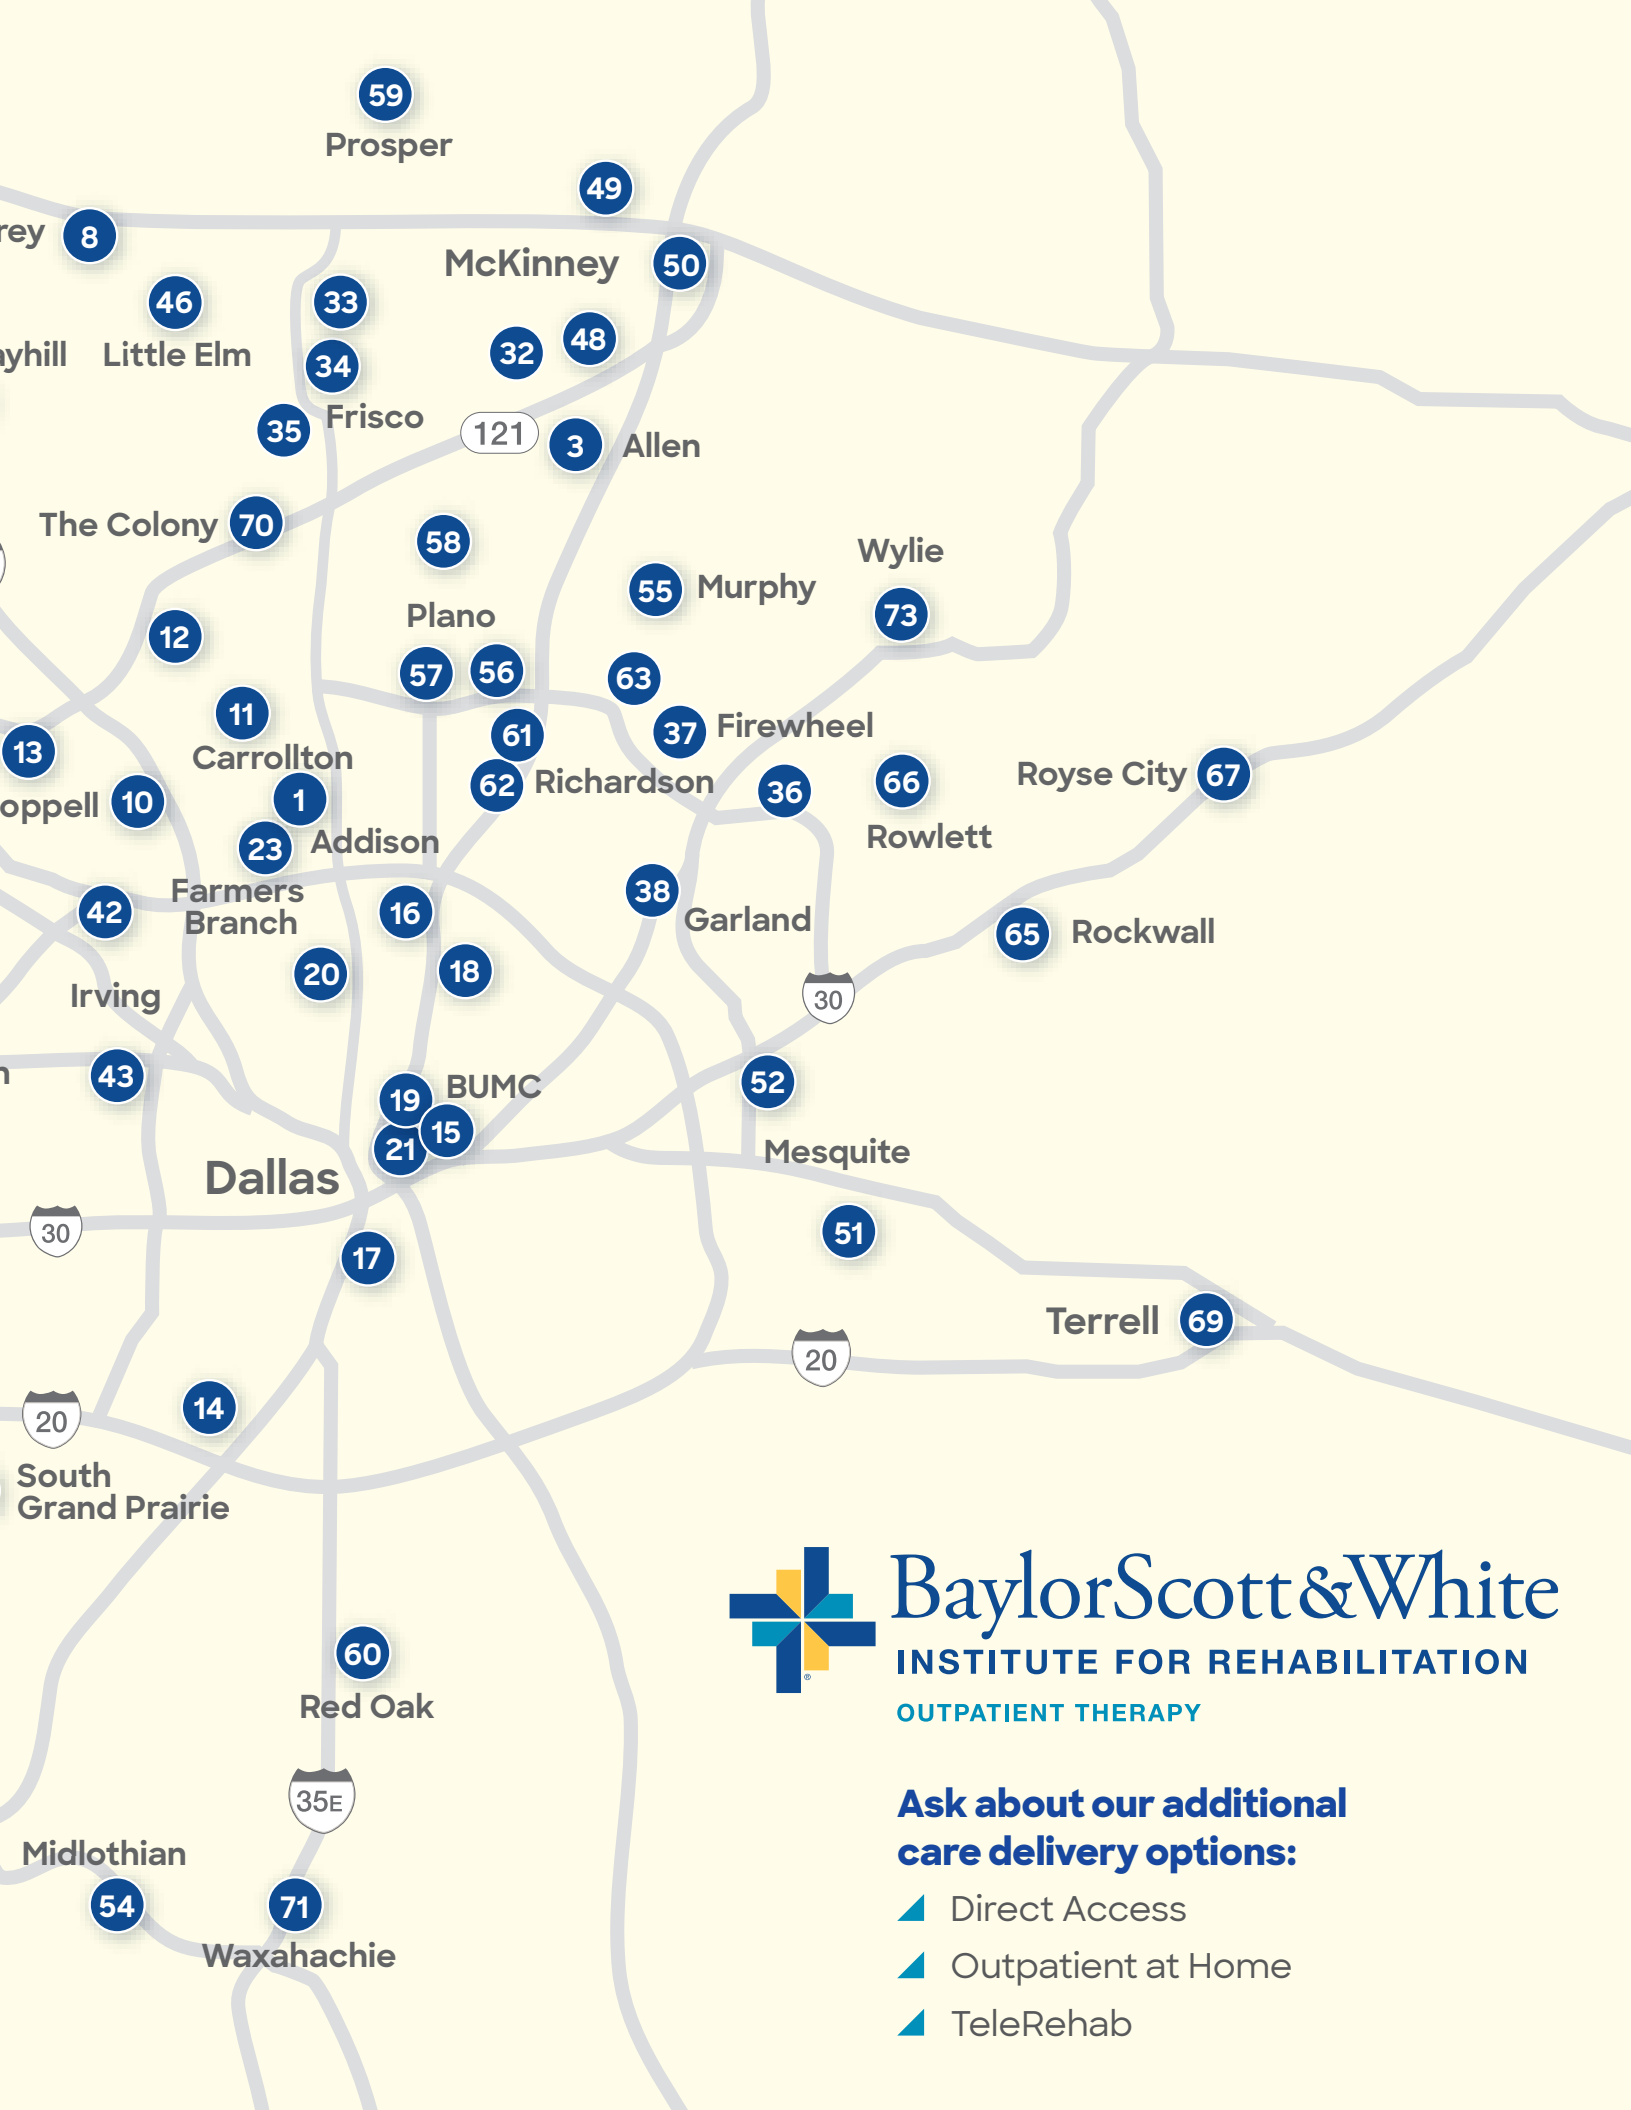 59
Prosper
49
rey
8
McKinney
50
46
33
48
32
ayhill
Little Elm
34
35
Frisco
121
3
Allen
The Colony
70
58
Wylie
55
Murphy
73
Plano
12
57
56
63
11
37
Firewheel
61
13
Carrollton
62
Richardson
36
66
Royse City
67
oppell
10
1
Rowlett
23
Addison
Farmers
Branch
42
16
38
Garland
65
Rockwall
20
18
Irving
30
43
19
BUMC
52
15
21
Dallas
Mesquite
30
51
17
Terrell
69
20
14
20
South
Grand Prairie
BaylorScott&White
INSTITUTE FOR REHABILITATION
®
OUTPATIENT THERAPY
60
Red Oak
35E
Ask about our additional
care delivery options:
Midlothian
54
71
Waxahachie
Direct Access
Outpatient at Home
TeleRehab